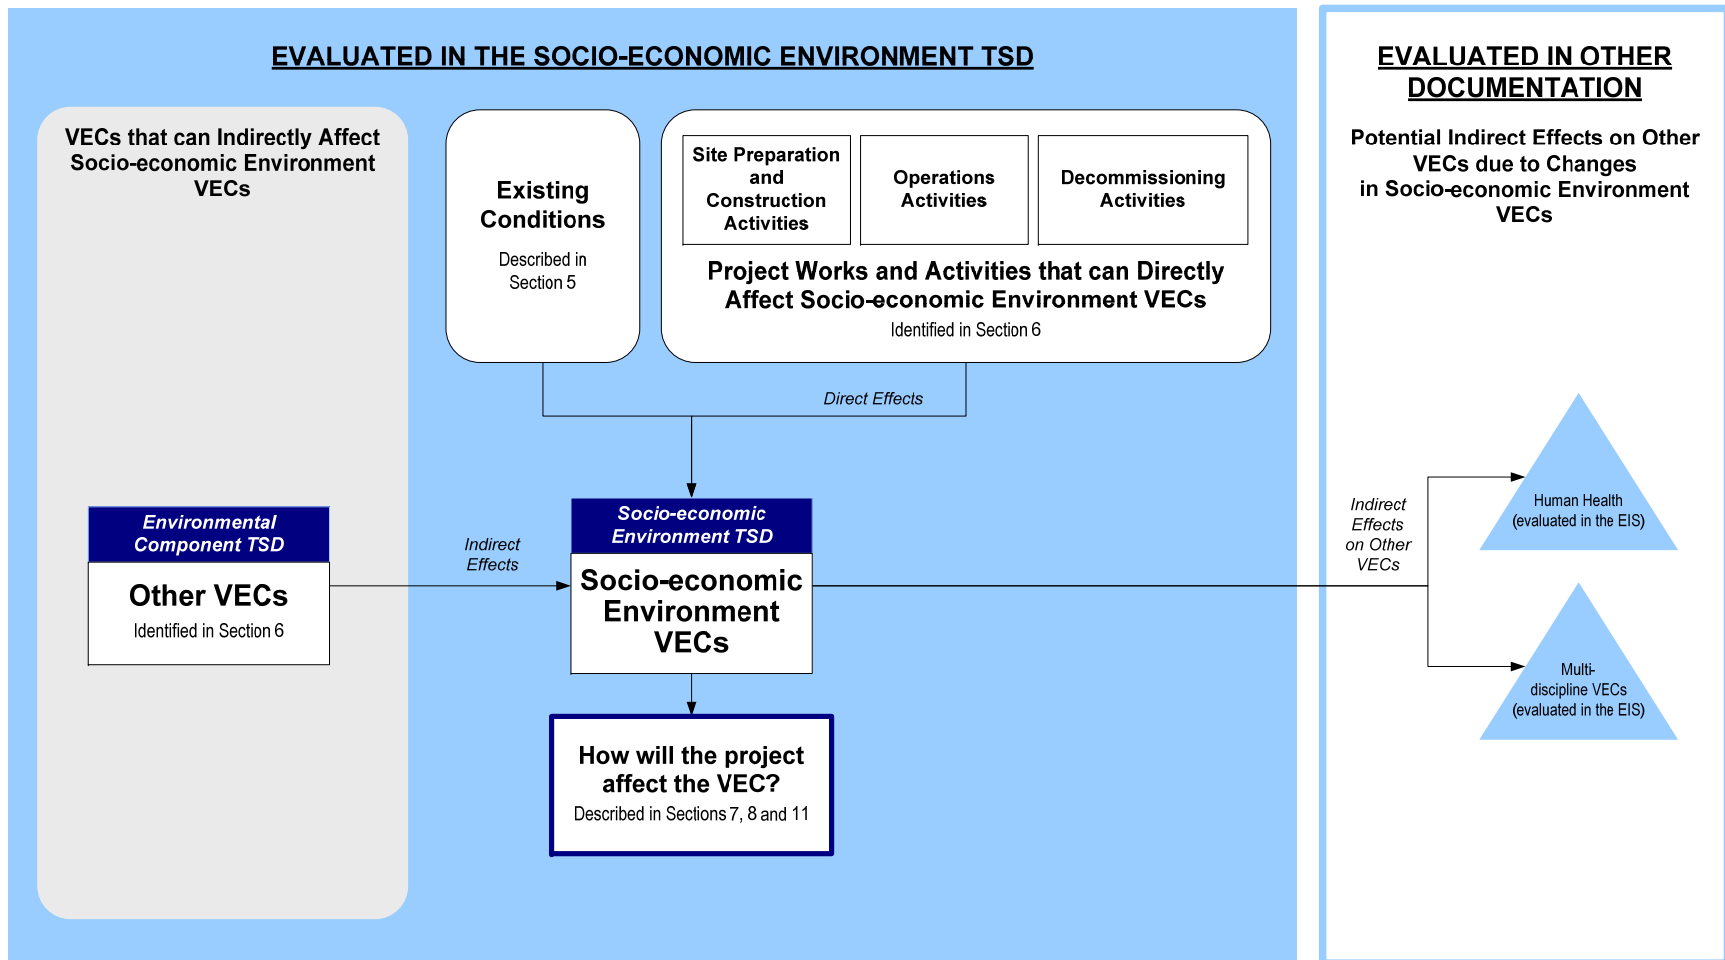 EVALUATED IN THE SOCIO-ECONOMIC ENVIRONMENT TSD
VECs that can Indirectly Affect
Socio-economic Environment
VECs
Existing
Conditions
Described in
Section 5
Site Preparation
and
Construction
Activities
Operations
Activities
Decommissioning
Activities
Project Works and Activities that can Directly
Affect Socio-economic Environment VECs
Identified in Section 6
Direct Effects
Environmental
Component TSD
Other VECs
Identified in Section 6
Indirect
Effects
Socio-economic
Environment TSD
Socio-economic
Environment
VECs
How will the project
affect the VEC?
Described in Sections 7, 8 and 11
EVALUATED IN OTHER
DOCUMENTATION
Potential Indirect Effects on Other
VECs due to Changes
in Socio-economic Environment
VECs
Indirect
Effects
on Other
VECs
Human Health
(evaluated in the EIS)
Multi-
discipline VECs
(evaluated in the EIS)